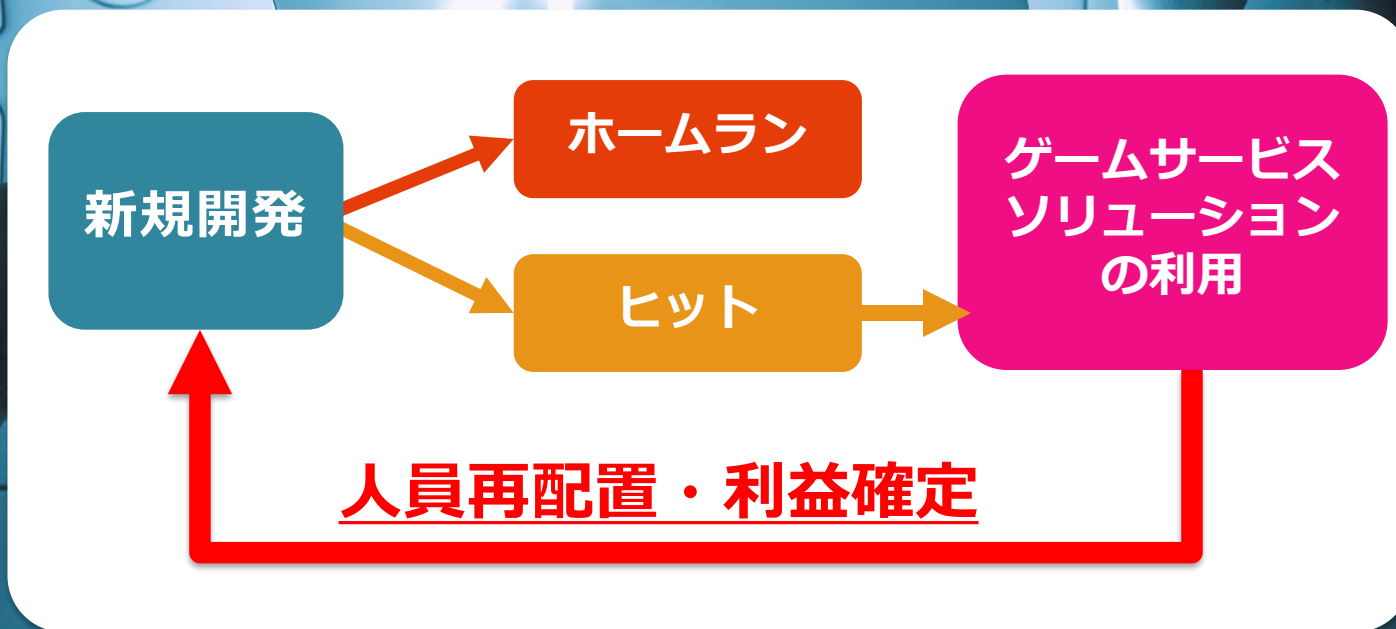 新規開発
ホームラン
ヒット
ゲームサービス
ソリューション
の利用
人員再配置・利益確定